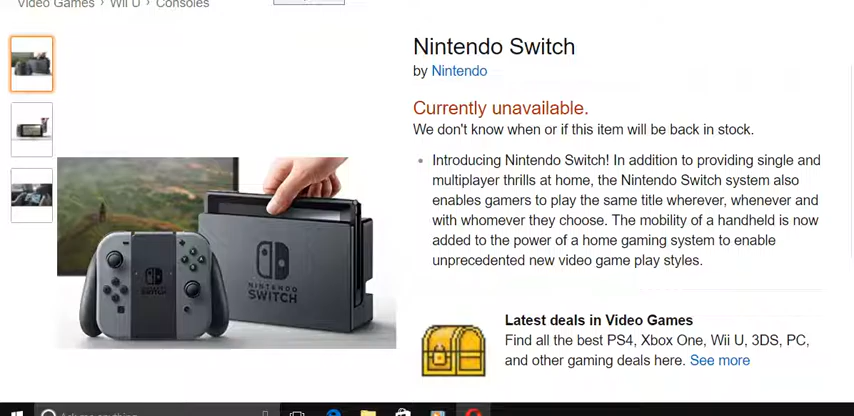 Video Games › Wii U › Consoles
Nintendo Switch
by Nintendo
Currently unavailable.
We don't know when or if this item will be back in stock.
• Introducing Nintendo Switch! In addition to providing single and
multiplayer thrills at home, the Nintendo Switch system also
enables gamers to play the same title wherever, whenever and
with whomever they choose. The mobility of a handheld is now
added to the power of a home gaming system to enable
unprecedented new video game play styles.
NINTENDO
SWITCH
Latest deals in Video Games
Find all the best PS4, Xbox One, Wii U, 3DS, PC,
and other gaming deals here. See more
Ask me anything